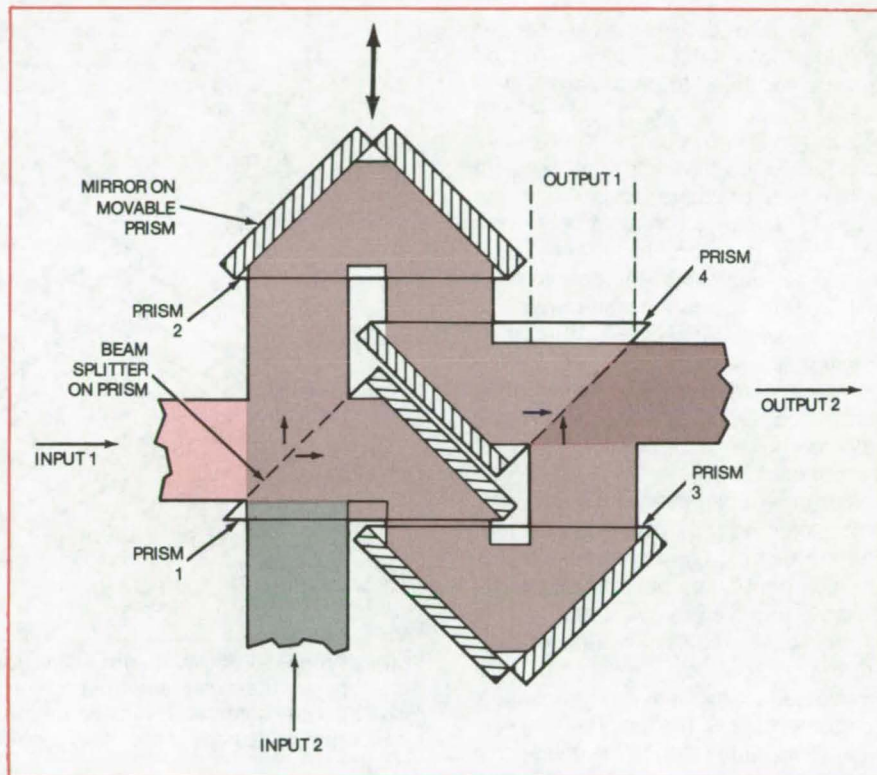 OUTPUT 1
MIRROR ON
MOVABLE
PRISM
PRISM
4
PRISM
2
BEAM
SPLITTER
ON PRISM
OUTPUT 2
INPUT 1
PRISM
3
PRISM
1
INPUT 2